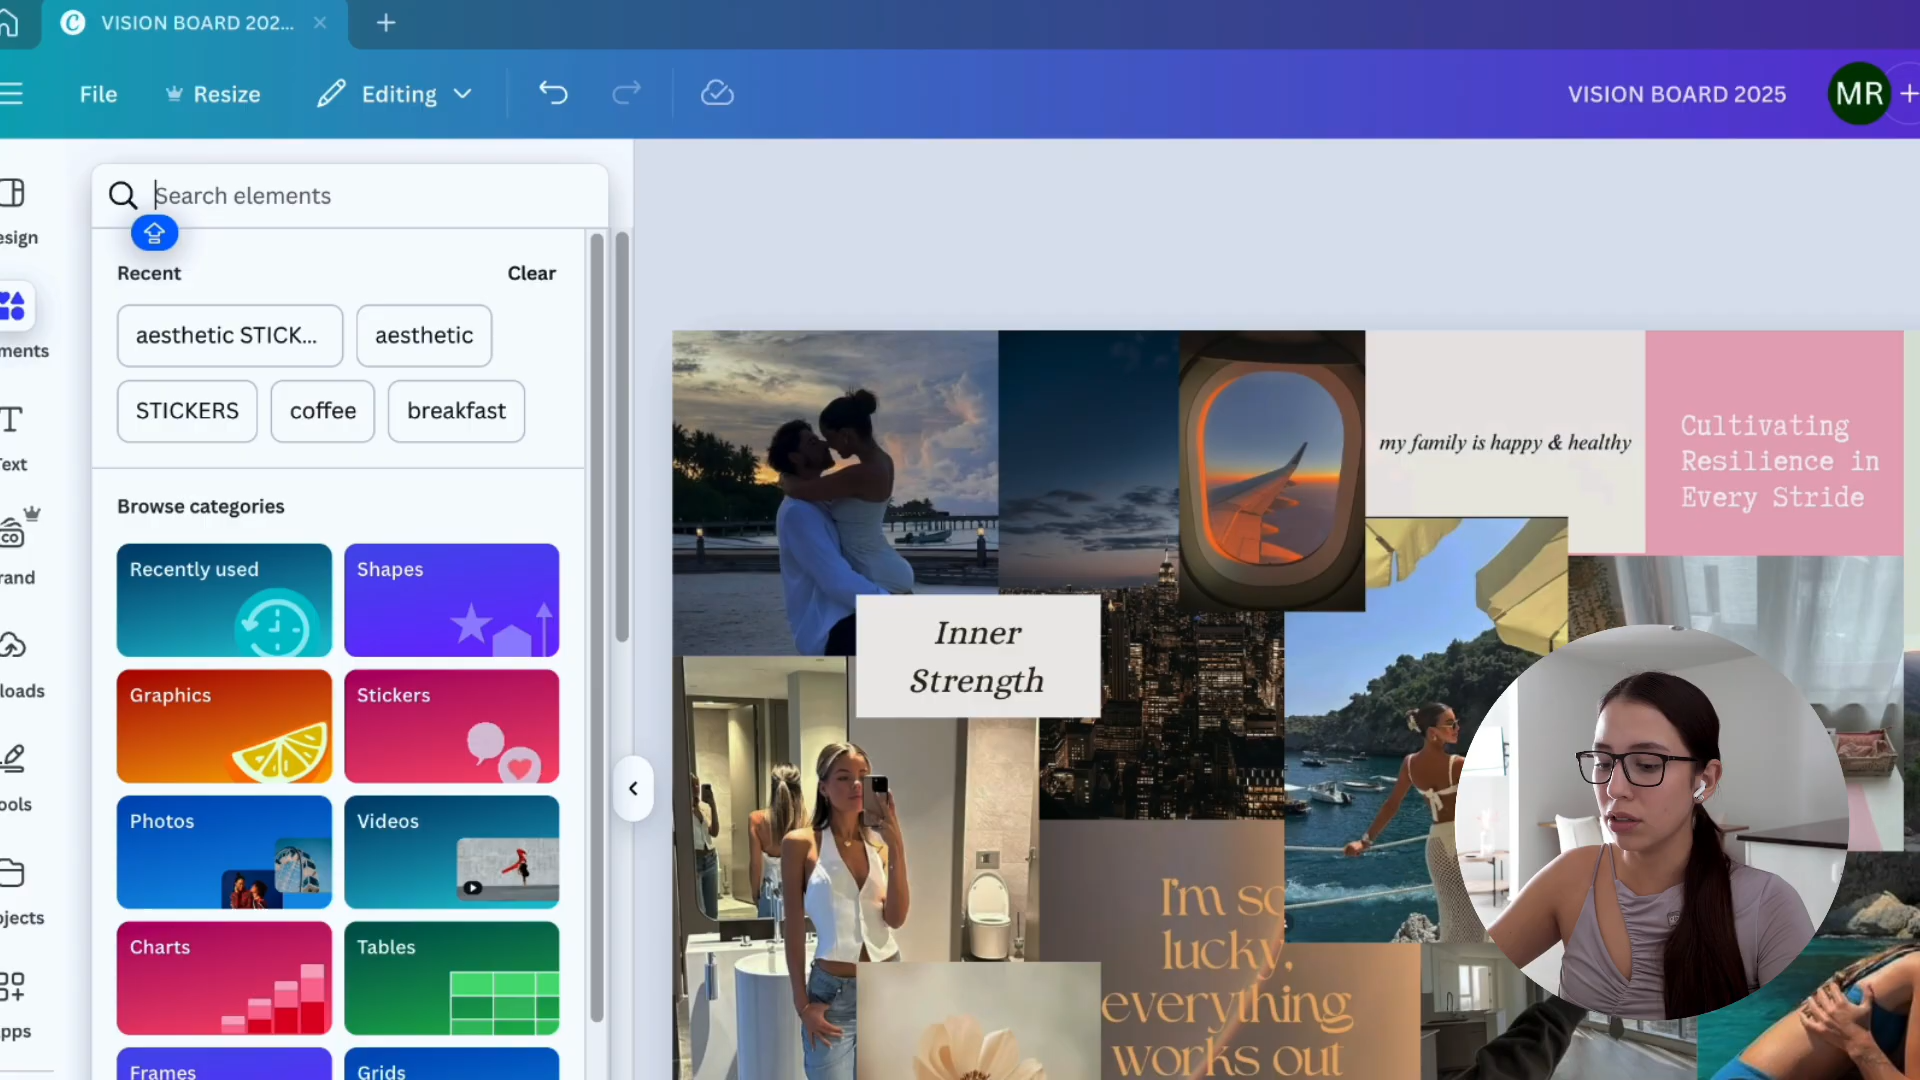 VISION BOARD 202...
File
Resize
Editing
VISION BOARD 2025
MR
Search elements
Recent
Clear
aesthetic STICK...
aesthetic
STICKERS
coffee
breakfast
Browse categories
Recently used
Shapes
Graphics
Stickers
Photos
Videos
Charts
Tables
Frames
Grids
esign
ments
ext
CO
rand
loads
ools
ojects
pps
my family is happy & healthy
Cultivating
Resilience in
Every Stride
Inner
Strength
I'm so
lucky,
everything
works out